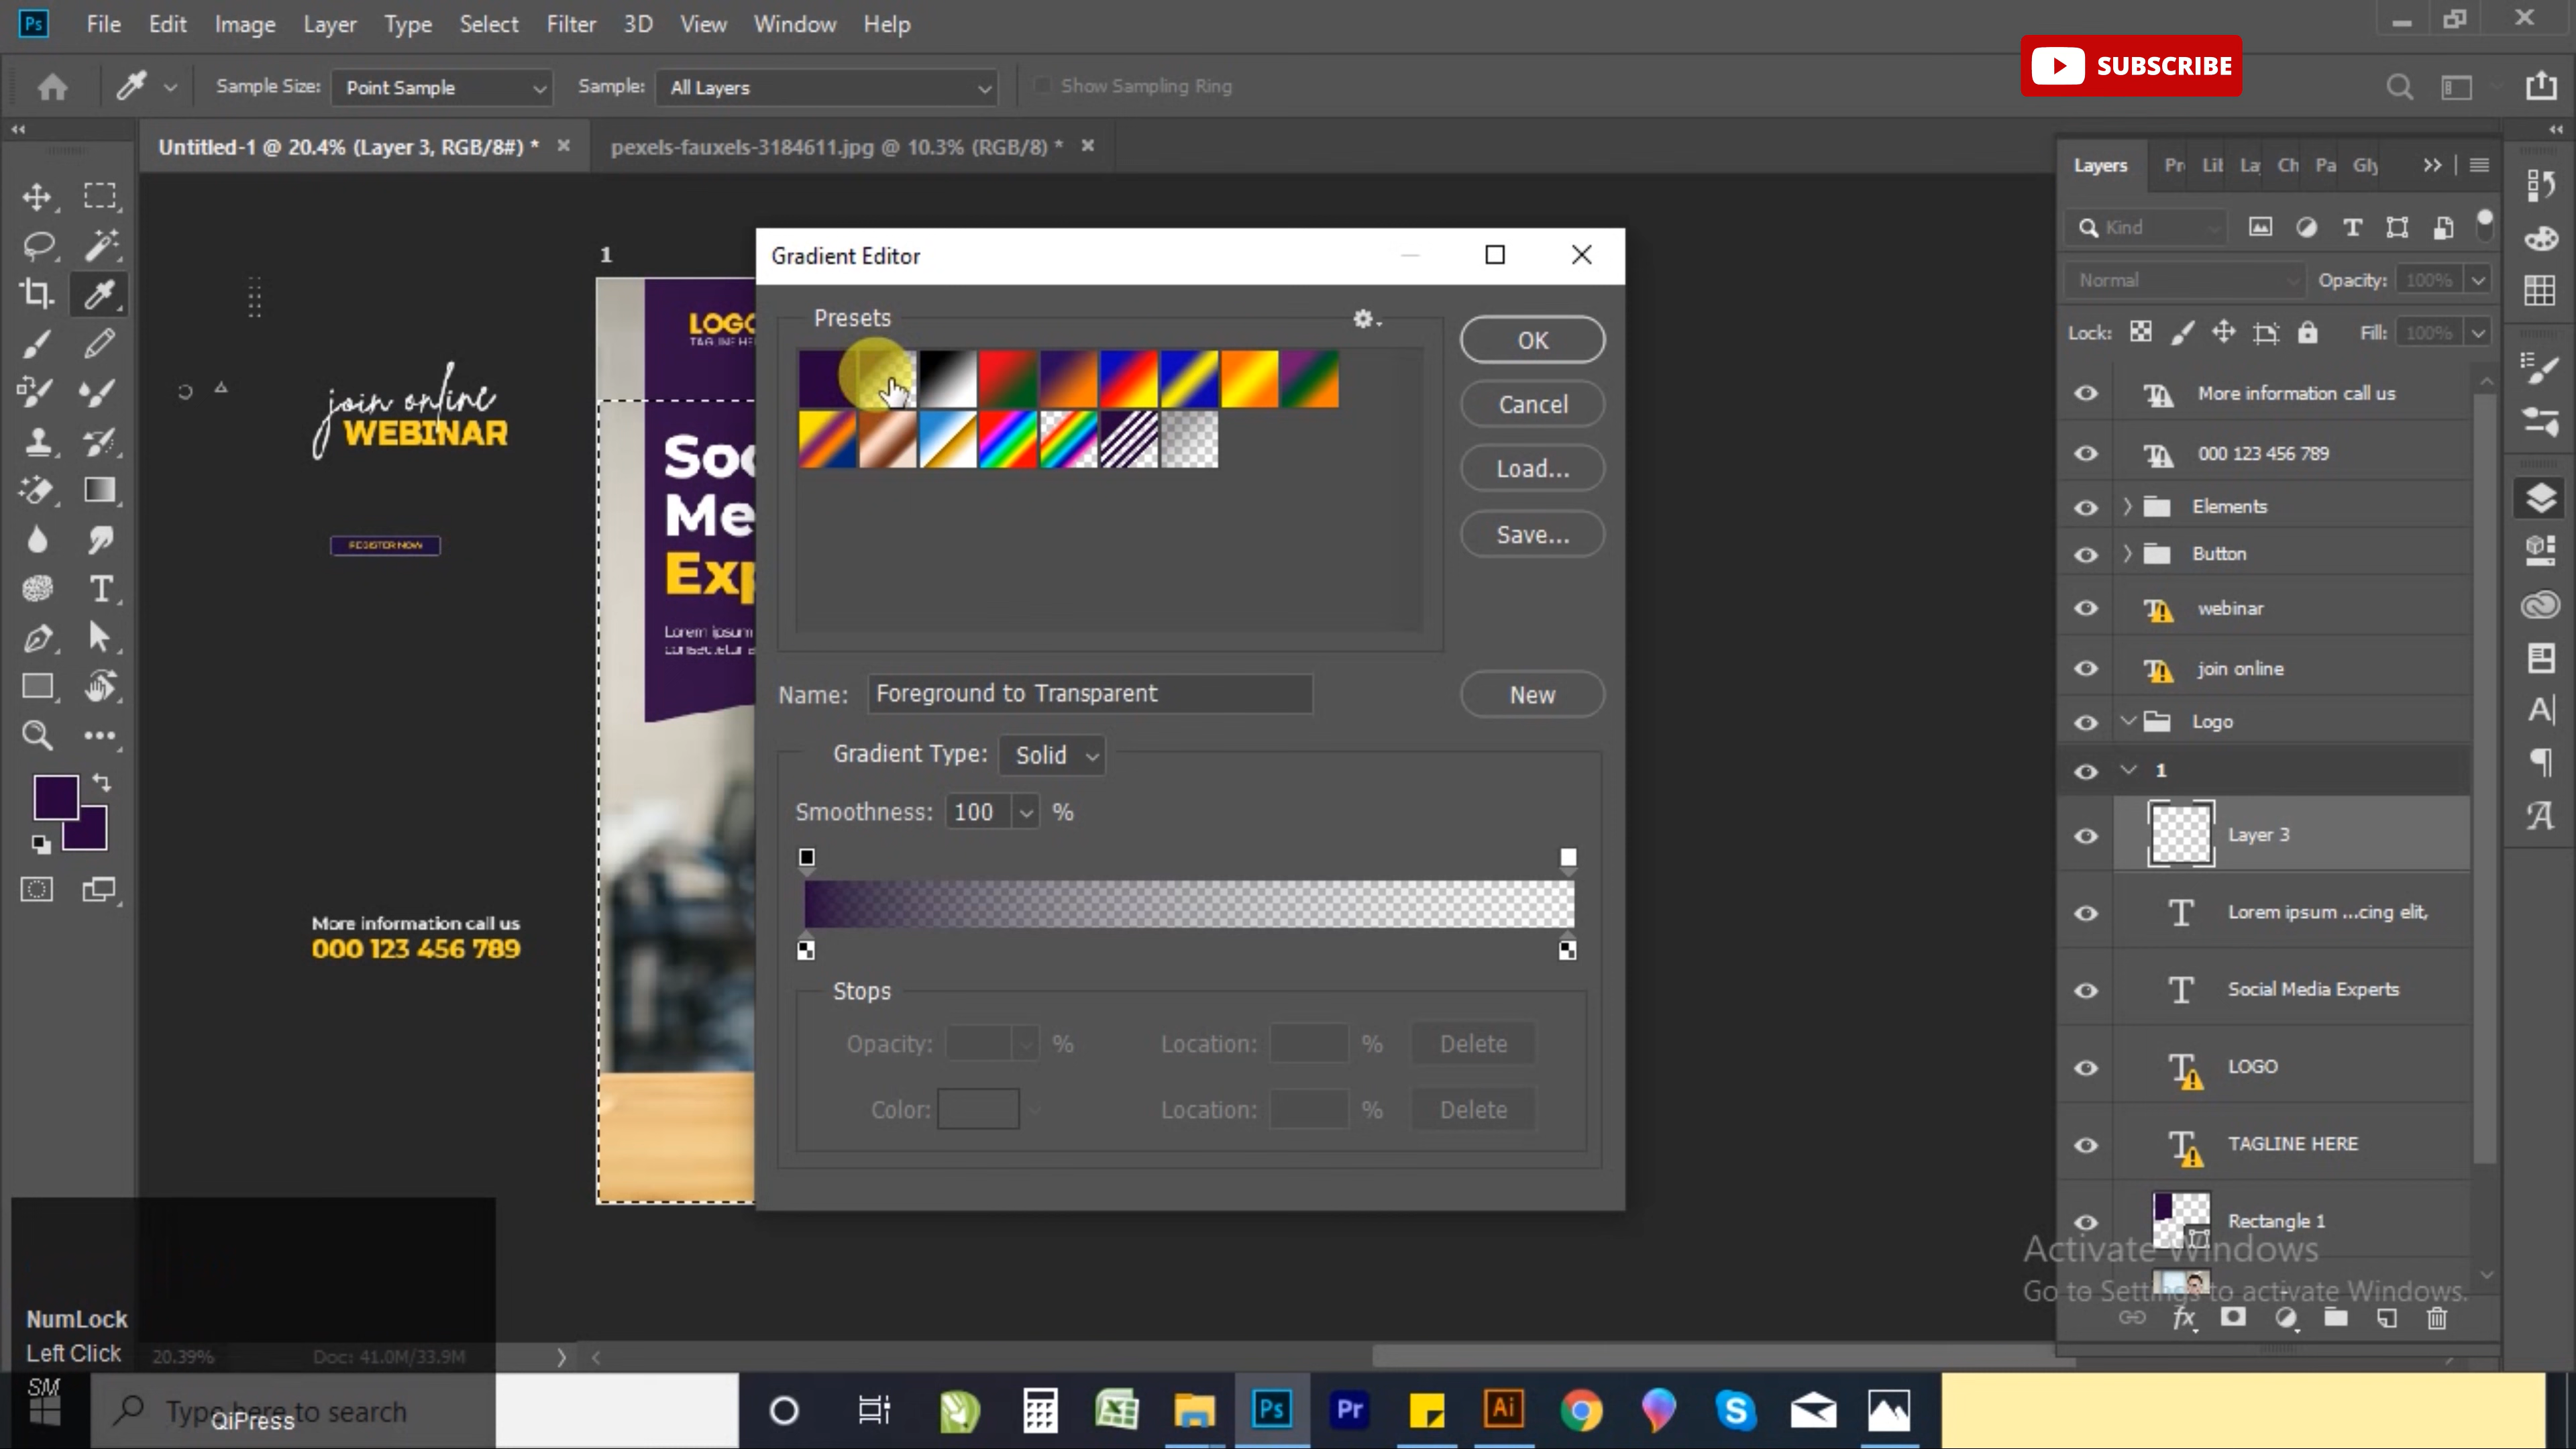 Ps File Edit Image Layer Type Select Filter 3D View Window Help
SUBSCRIBE
Sample Size: Point Sample Sample: All Layers Show Sampling Ring
Untitled-1 @ 20.4% (Layer 3, RGB/8#) * × pexels-fauxels-3184611.jpg @ 10.3% (RGB/8) * ×
1
LOGO
Soc
Me
Exp
Lorem ipsum
join online
WEBINAR
REGISTER NOW
More information call us
000 123 456 789
Gradient Editor
Presets
OK
Cancel
Load...
Save...
Name: Foreground to Transparent
New
Gradient Type: Solid
Smoothness: 100 %
Stops
Opacity: % Location: % Delete
Color: Location: % Delete
Layers Pr Lit La Ch Pa Gly
Kind
Normal Opacity: 100%
Lock: Fill: 100%
More information call us
000 123 456 789
Elements
Button
webinar
join online
Logo
1
Layer 3
Lorem ipsum ...cing elit,
Social Media Experts
LOGO
TAGLINE HERE
Rectangle 1
Activate Windows
Go to Settings to activate Windows.
NumLock
Left Click
20.39% Doc: 41.0M/33.9M
SM
Type here to search
QiPress
Ps Pr Ai